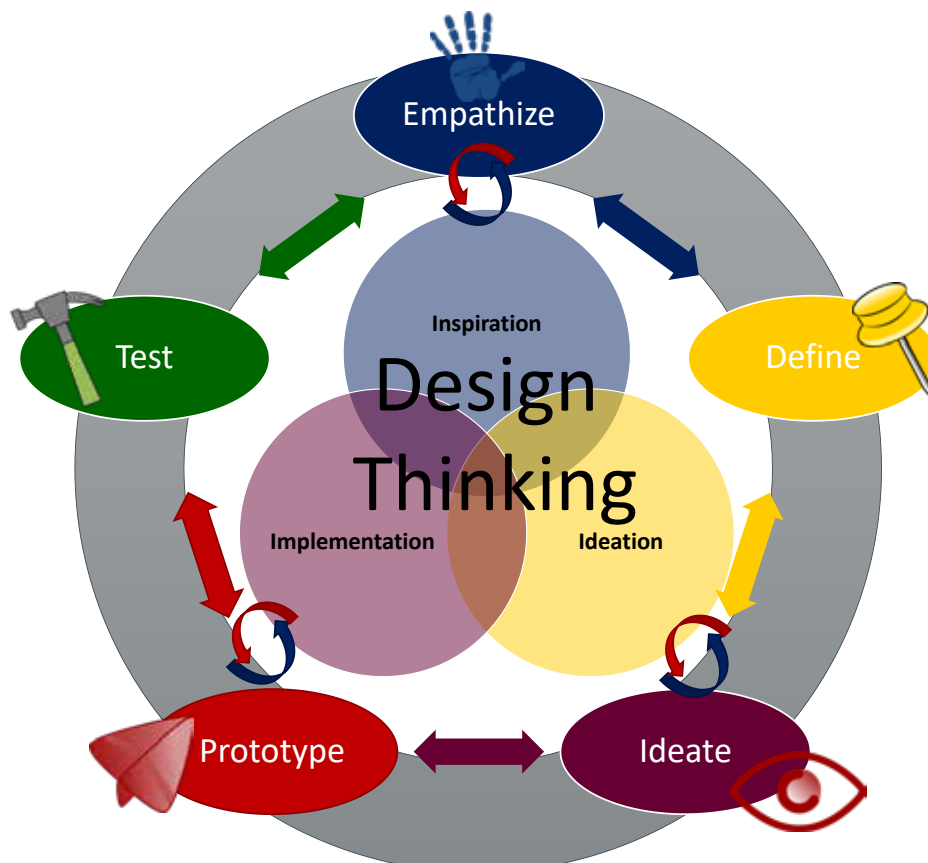 Empathize
Inspiration
Test
Define
Design
Thinking
Implementation
Ideation
Prototype
Ideate